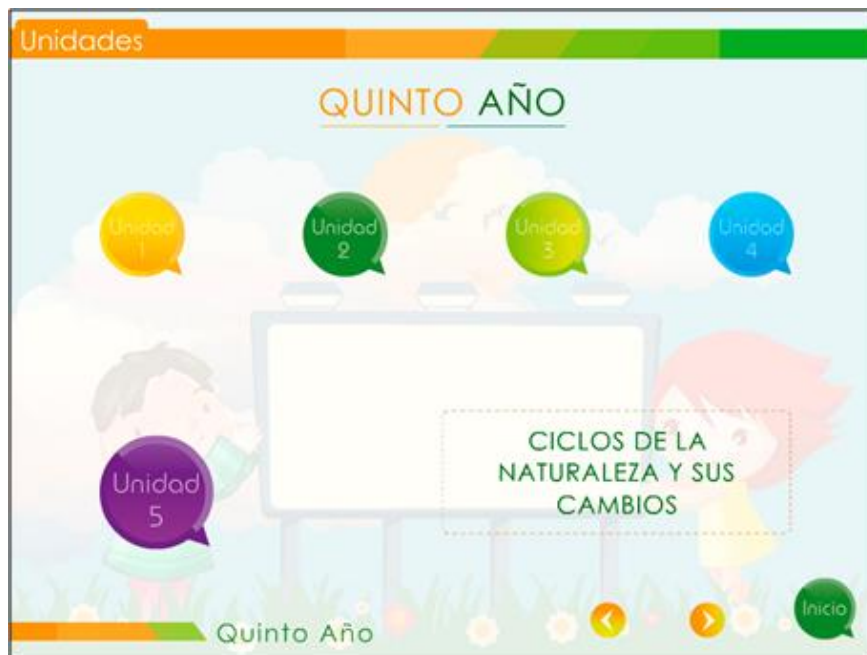 Unidades
QUINTO AÑO
Unidad
1
Unidad
2
Unidad
3
Unidad
4
Unidad
5
CICLOS DE LA
NATURALEZA Y SUS
CAMBIOS
Quinto Año
Inicio